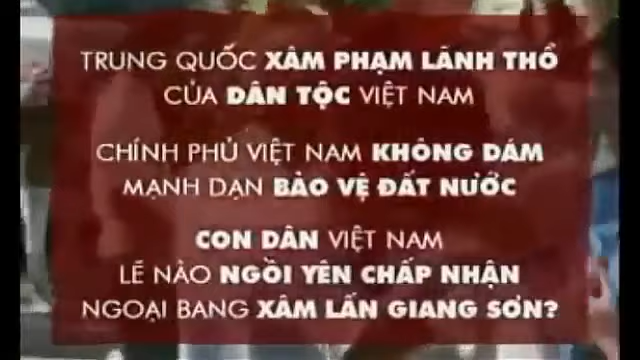 TRUNG QUỐC XÂM PHẠM LÃNH THỔ
CỦA DÂN TỘC VIỆT NAM
CHÍNH PHỦ VIỆT NAM KHÔNG DÁM
MẠNH DẠN BẢO VỆ ĐẤT NƯỚC
CON DÂN VIỆT NAM
LẼ NÀO NGỒI YÊN CHẤP NHẬN
NGOẠI BANG XÂM LẤN GIANG SƠN?